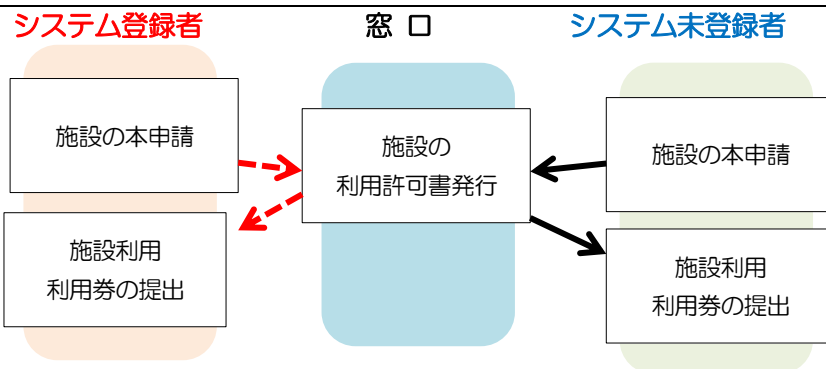 システム登録者
窓 口
システム未登録者
施設の本申請
施設の
利用許可書発行
施設の本申請
施設利用
利用券の提出
施設利用
利用券の提出